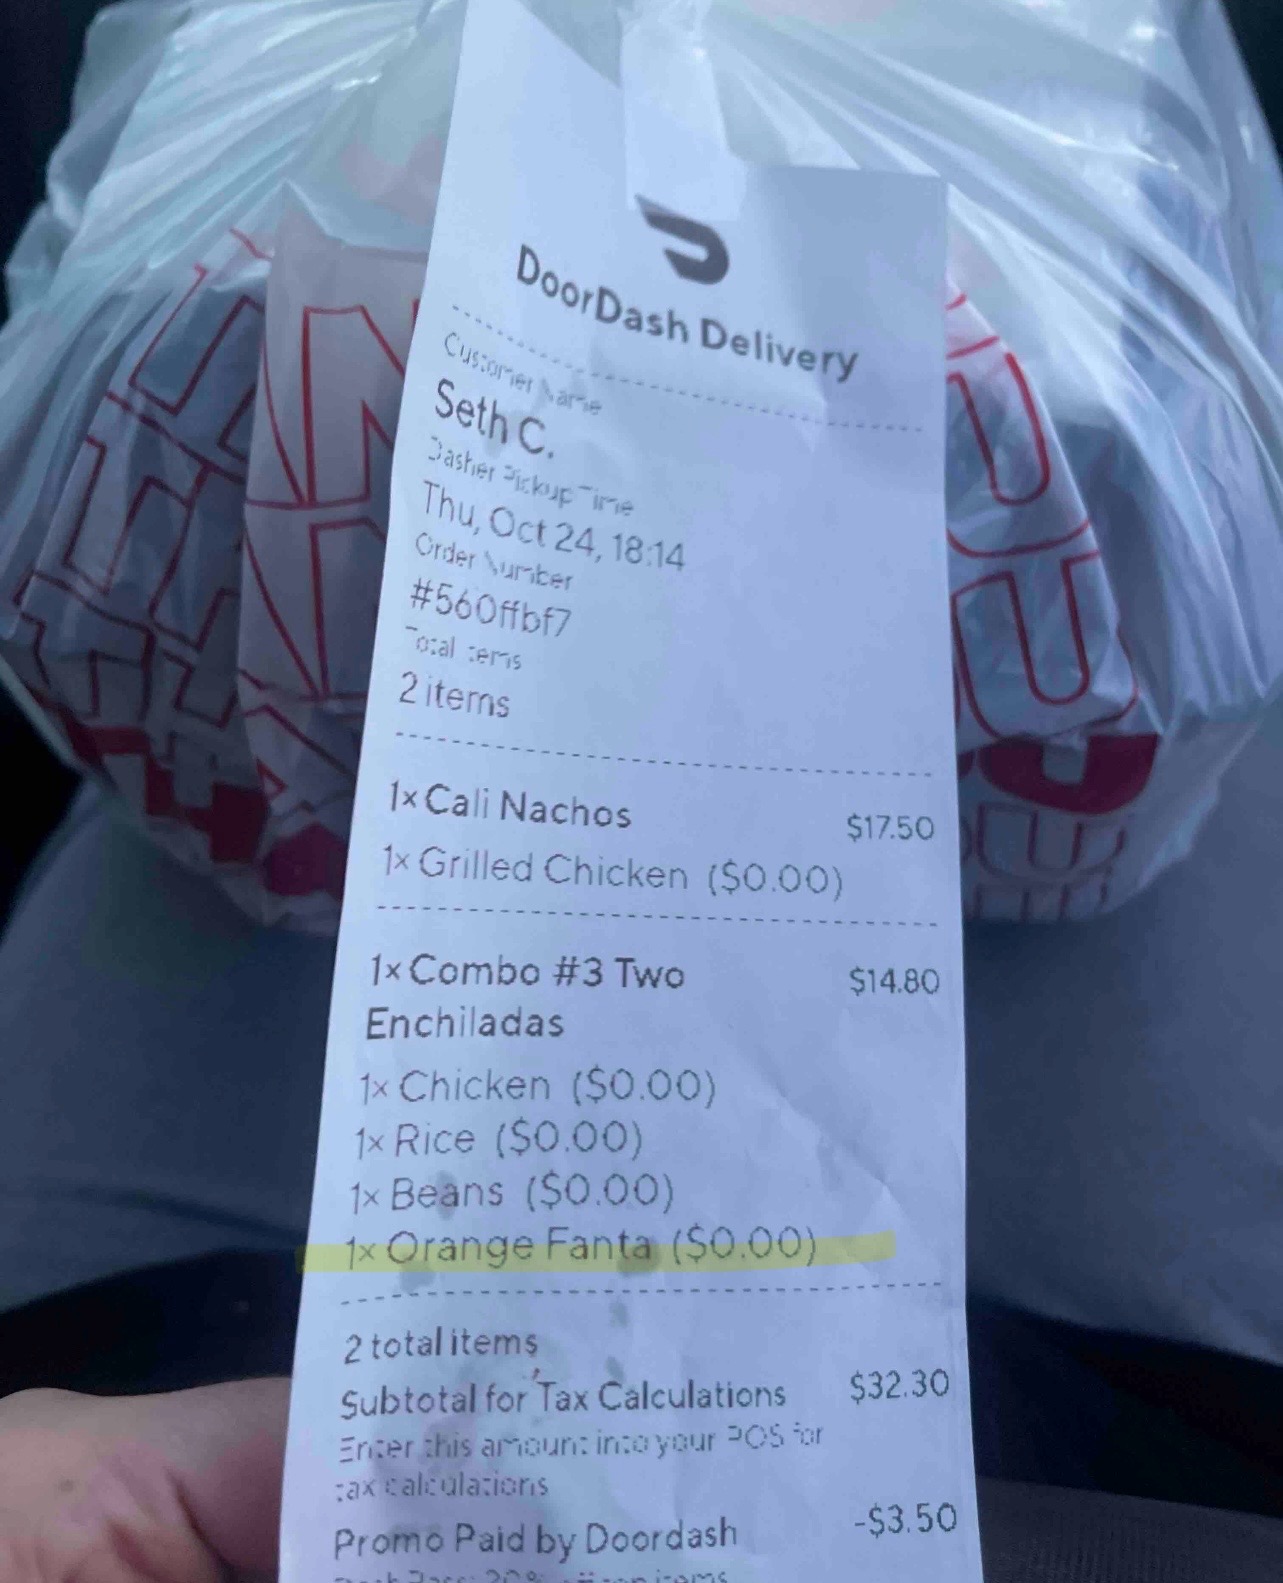 DoorDash Delivery
Customer Name
Seth C.
Dasher Pickup Time
Thu, Oct 24, 18:14
Order Number
#560ffbf7
Total Items
2 items
1x Cali Nachos $17.50
1x Grilled Chicken ($0.00)
1x Combo #3 Two $14.80
Enchiladas
1x Chicken ($0.00)
1x Rice ($0.00)
1x Beans ($0.00)
1x Orange Fanta ($0.00)
2 total items
Subtotal for Tax Calculations $32.30
Enter this amount into your POS for
tax calculations
Promo Paid by Doordash -$3.50